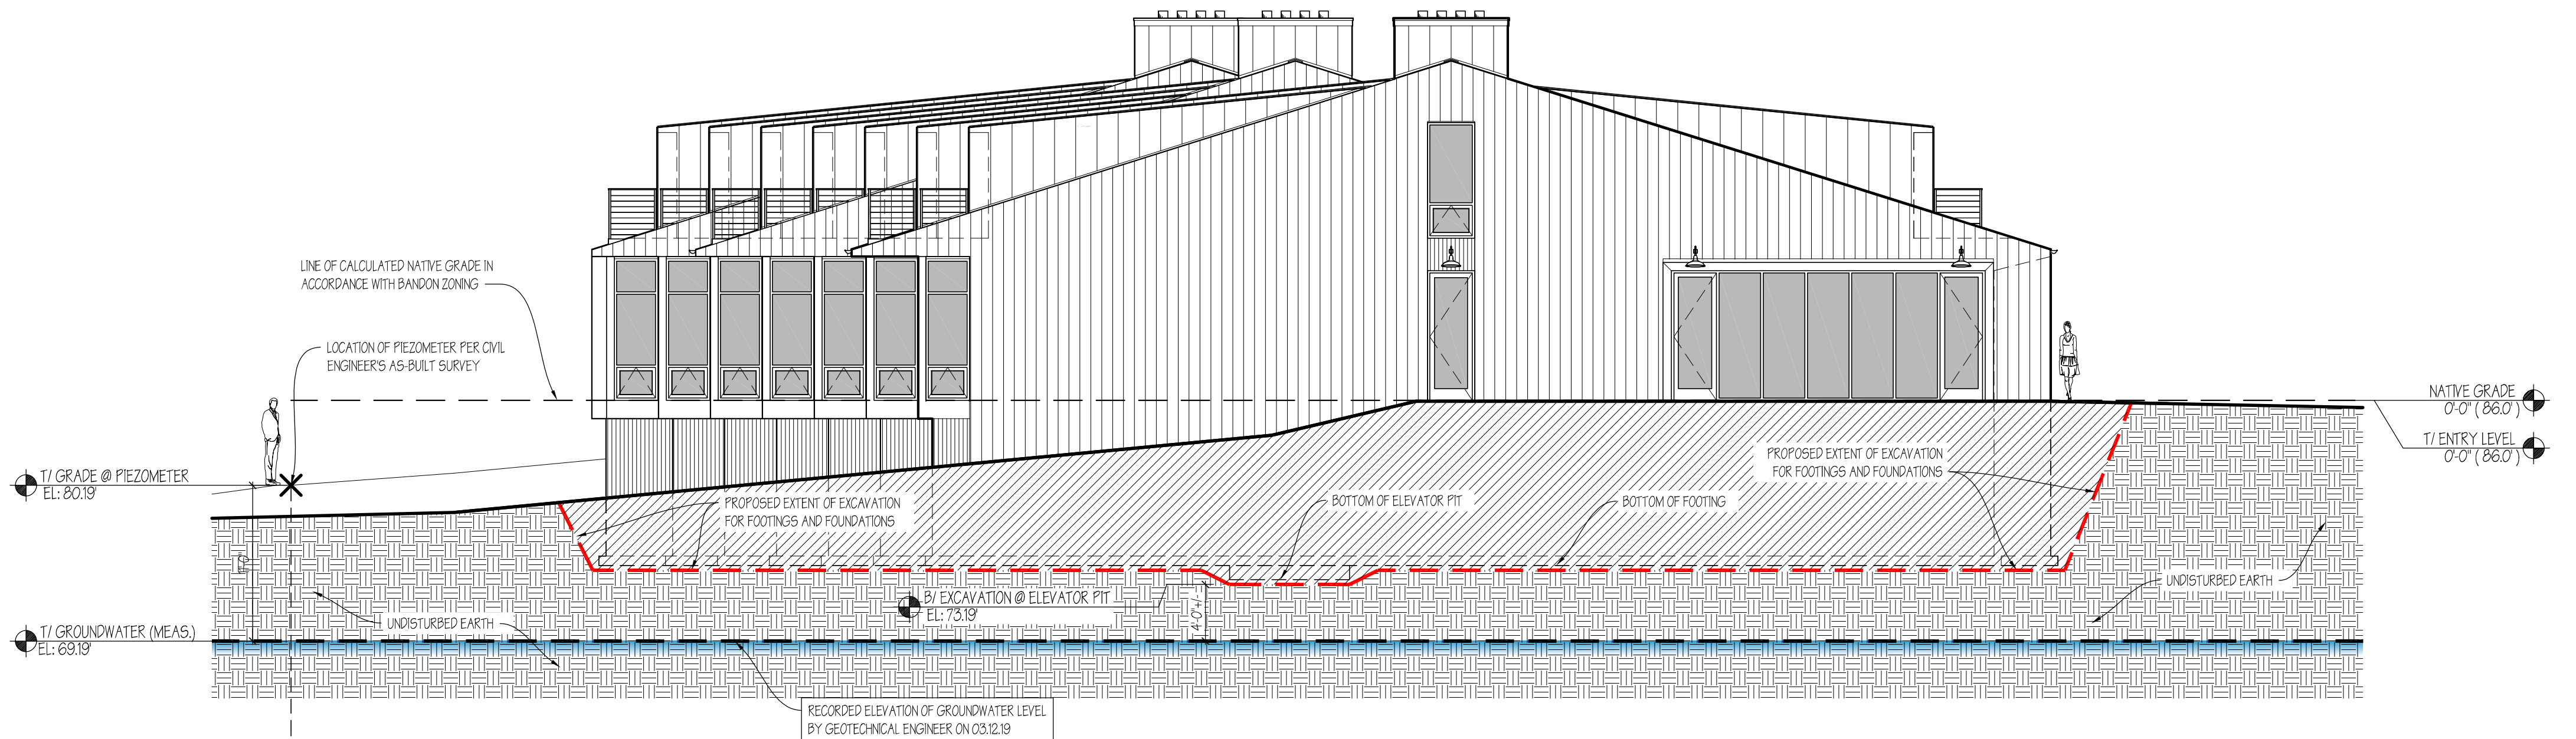 LINE OF CALCULATED NATIVE GRADE IN
ACCORDANCE WITH BANDON ZONING
LOCATION OF PIEZOMETER PER CIVIL
ENGINEER'S AS-BUILT SURVEY
NATIVE GRADE
0'-0" ( 86.0' )
T/ ENTRY LEVEL
0'-0" ( 86.0' )
T/ GRADE @ PIEZOMETER
EL: 80.19'
PROPOSED EXTENT OF EXCAVATION
FOR FOOTINGS AND FOUNDATIONS
PROPOSED EXTENT OF EXCAVATION
FOR FOOTINGS AND FOUNDATIONS
BOTTOM OF ELEVATOR PIT
BOTTOM OF FOOTING
11'-0"
UNDISTURBED EARTH
B/ EXCAVATION @ ELEVATOR PIT
EL: 73.19'
4'-0"+/-
UNDISTURBED EARTH
T/ GROUNDWATER (MEAS.)
EL: 69.19'
RECORDED ELEVATION OF GROUNDWATER LEVEL
BY GEOTECHNICAL ENGINEER ON 03.12.19